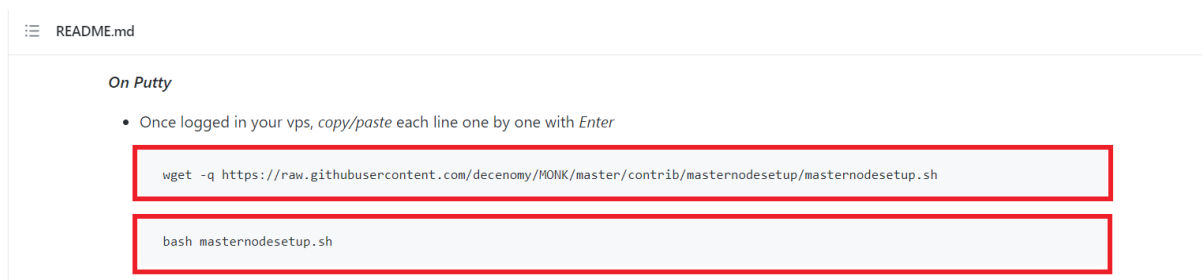 README.md
On Putty
Once logged in your vps, copy/paste each line one by one with Enter
wget -q https://raw.githubusercontent.com/decenomy/MONK/master/contrib/masternodesetup/masternodesetup.sh
bash masternodesetup.sh